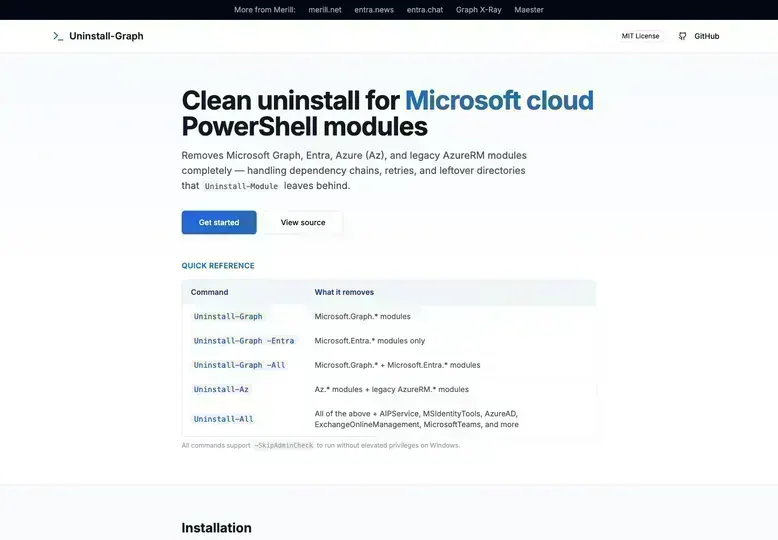 More from Merill: merill.net entra.news entra.chat Graph X-Ray Maester
Uninstall-Graph MIT License GitHub
Clean uninstall for Microsoft cloud
PowerShell modules
Removes Microsoft Graph, Entra, Azure (Az), and legacy AzureRM modules
completely — handling dependency chains, retries, and leftover directories
that Uninstall-Module leaves behind.
Get started View source
QUICK REFERENCE
Command What it removes
Uninstall-Graph Microsoft.Graph.* modules
Uninstall-Graph -Entra Microsoft.Entra.* modules only
Uninstall-Graph -All Microsoft.Graph.* + Microsoft.Entra.* modules
Uninstall-Az Az.* modules + legacy AzureRM.* modules
Uninstall-All All of the above + AIPService, MSIdentityTools, AzureAD,
ExchangeOnlineManagement, MicrosoftTeams, and more
All commands support -SkipAdminCheck to run without elevated privileges on Windows.
Installation